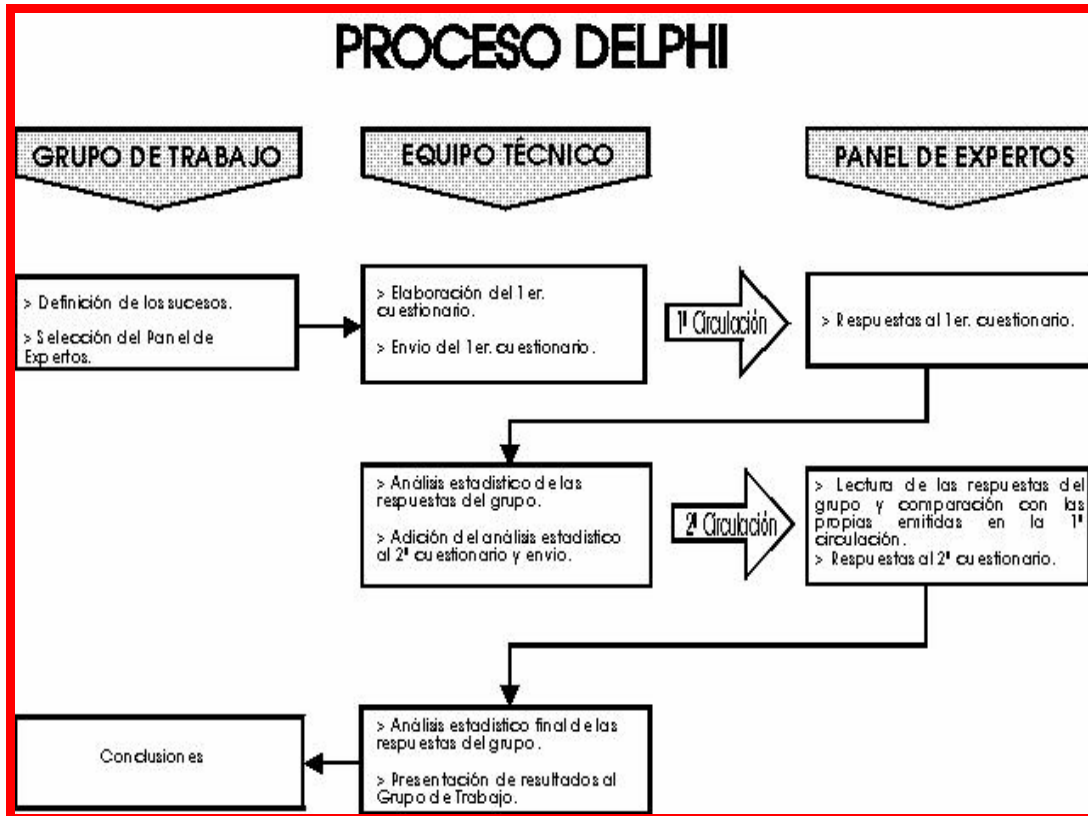 PROCESO DELPHI
GRUPO DE TRABAJO
EQUIPO TÉCNICO
PANEL DE EXPERTOS
> Definición de los sucesos.
> Selección del Panel de
Expertos.
> Elaboración del 1er.
cuestionario.
> Envio del 1er. cuestionario.
1ª Circulación
> Respuestas al 1er. cuestionario.
> Análisis estadístico de las
respuestas del grupo.
> Adición del análisis estadístico
al 2º cuestionario y envio.
2ª Circulación
> Lectura de las respuestas del
grupo y comparación con las
propias emitidas en la 1ª
circulación.
> Respuestas al 2º cuestionario.
> Análisis estadístico final de las
respuestas del grupo.
> Presentación de resultados al
Grupo de Trabajo.
Conclusiones